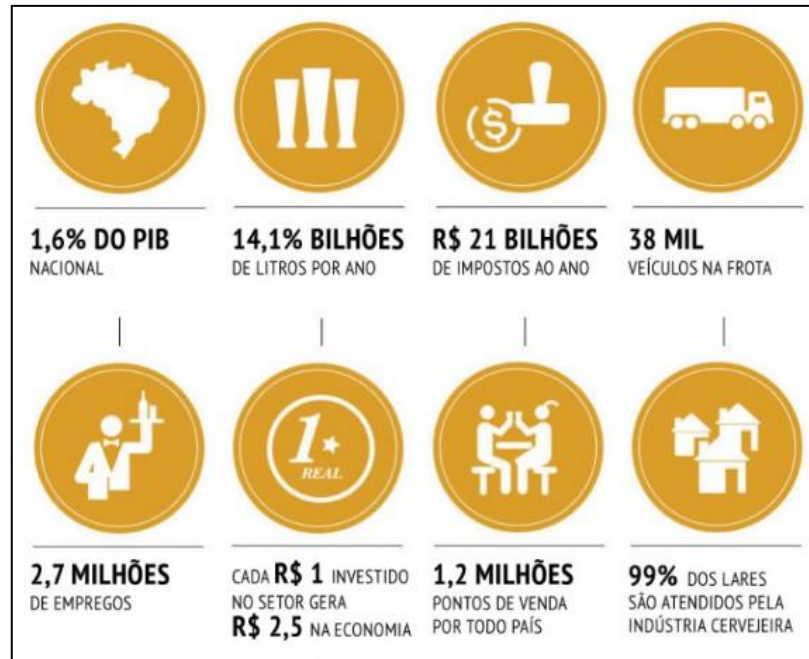 1,6% DO PIB
NACIONAL
14,1% BILHÕES
DE LITROS POR ANO
R$ 21 BILHÕES
DE IMPOSTOS AO ANO
38 MIL
VEÍCULOS NA FROTA
$
2,7 MILHÕES
DE EMPREGOS
1
REAL
CADA R$ 1 INVESTIDO
NO SETOR GERA
R$ 2,5 NA ECONOMIA
1,2 MILHÕES
PONTOS DE VENDA
POR TODO PAÍS
99% DOS LARES
SÃO ATENDIDOS PELA
INDÚSTRIA CERVEJEIRA